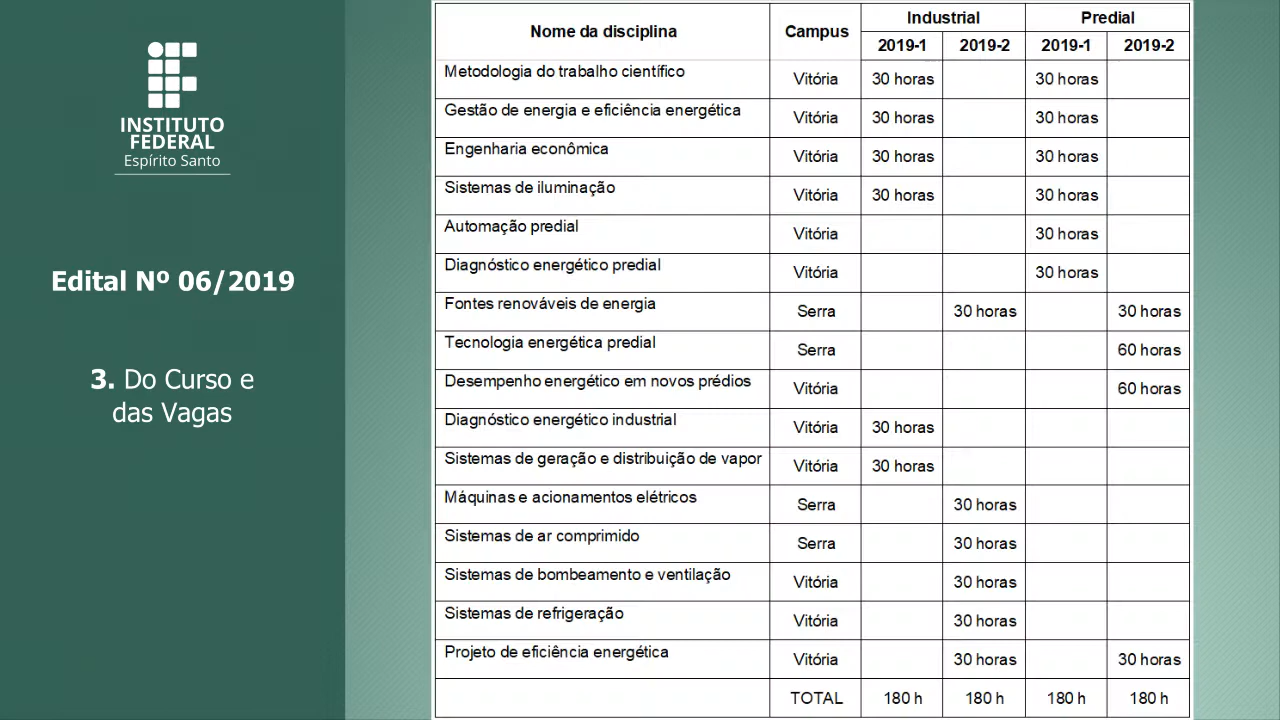 INSTITUTO
FEDERAL
Espírito Santo
Edital Nº 06/2019
3. Do Curso e
das Vagas
Nome da disciplina Campus Industrial Predial
2019-1 2019-2 2019-1 2019-2
Metodologia do trabalho científico Vitória 30 horas 30 horas
Gestão de energia e eficiência energética Vitória 30 horas 30 horas
Engenharia econômica Vitória 30 horas 30 horas
Sistemas de iluminação Vitória 30 horas 30 horas
Automação predial Vitória 30 horas
Diagnóstico energético predial Vitória 30 horas
Fontes renováveis de energia Serra 30 horas 30 horas
Tecnologia energética predial Serra 60 horas
Desempenho energético em novos prédios Vitória 60 horas
Diagnóstico energético industrial Vitória 30 horas
Sistemas de geração e distribuição de vapor Vitória 30 horas
Máquinas e acionamentos elétricos Serra 30 horas
Sistemas de ar comprimido Serra 30 horas
Sistemas de bombeamento e ventilação Vitória 30 horas
Sistemas de refrigeração Vitória 30 horas
Projeto de eficiência energética Vitória 30 horas 30 horas
TOTAL 180 h 180 h 180 h 180 h